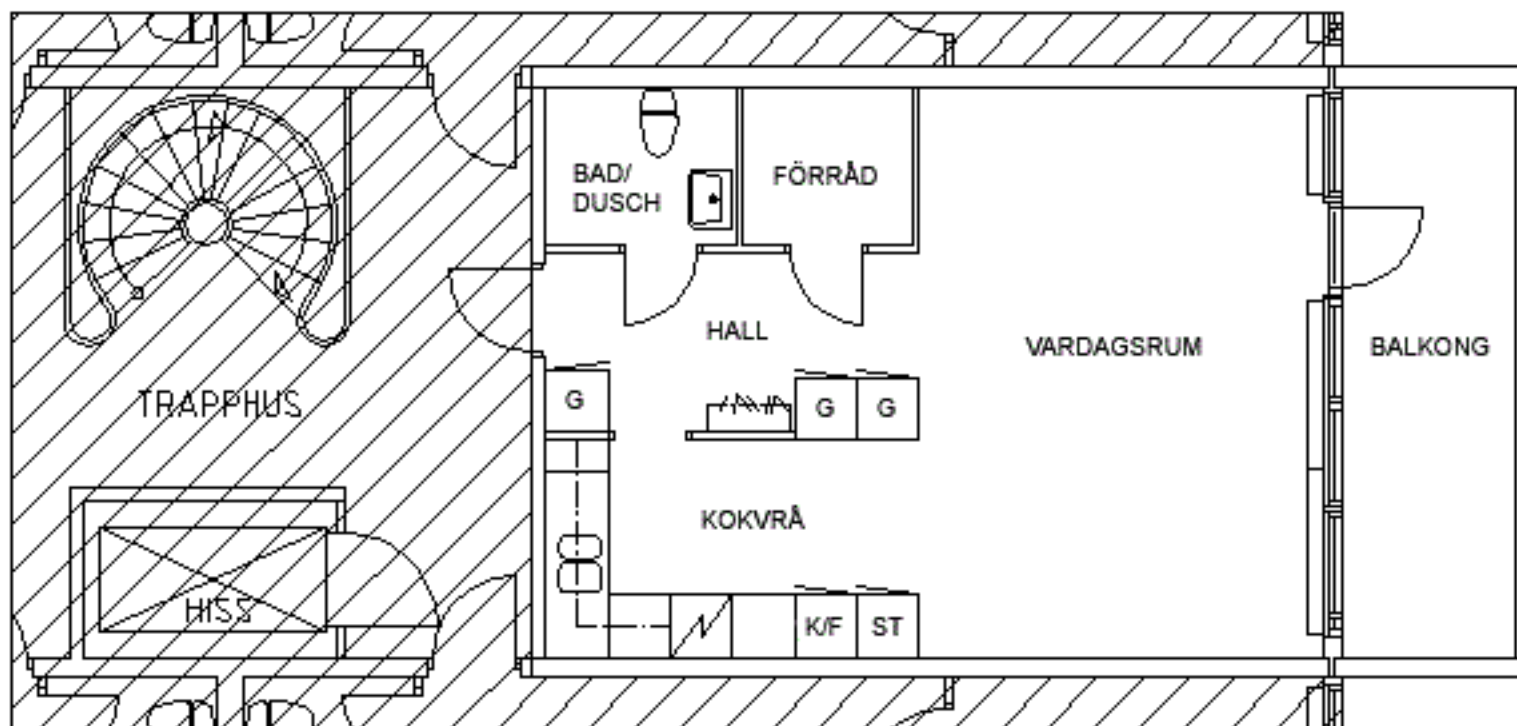 BAD/
DUSCH
FÖRRÅD
HALL
VARDAGSRUM
BALKONG
TRAPPHUS
G
G
G
KOKVRÅ
HISS
K/F
ST